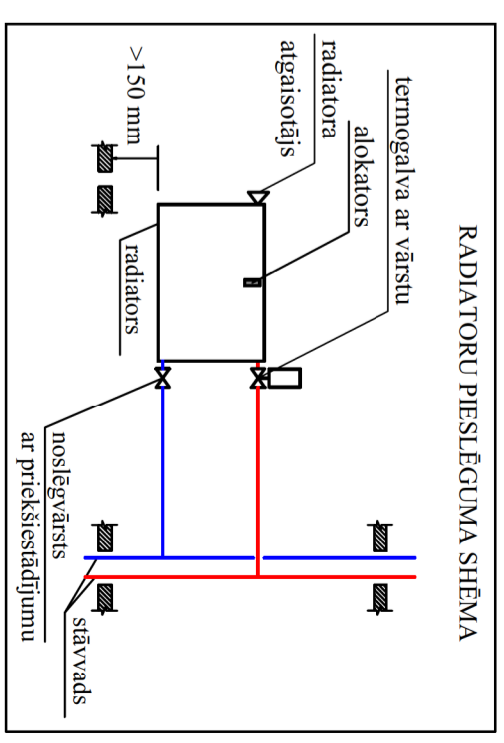 RADIATORU PIESLĒGUMA SHĒMA
termogalva ar vārstu
alokators
radiatora
atgaisotājs
>150 mm
radiators
noslēgvārsts
ar priekšiestādījumu
stāvvads